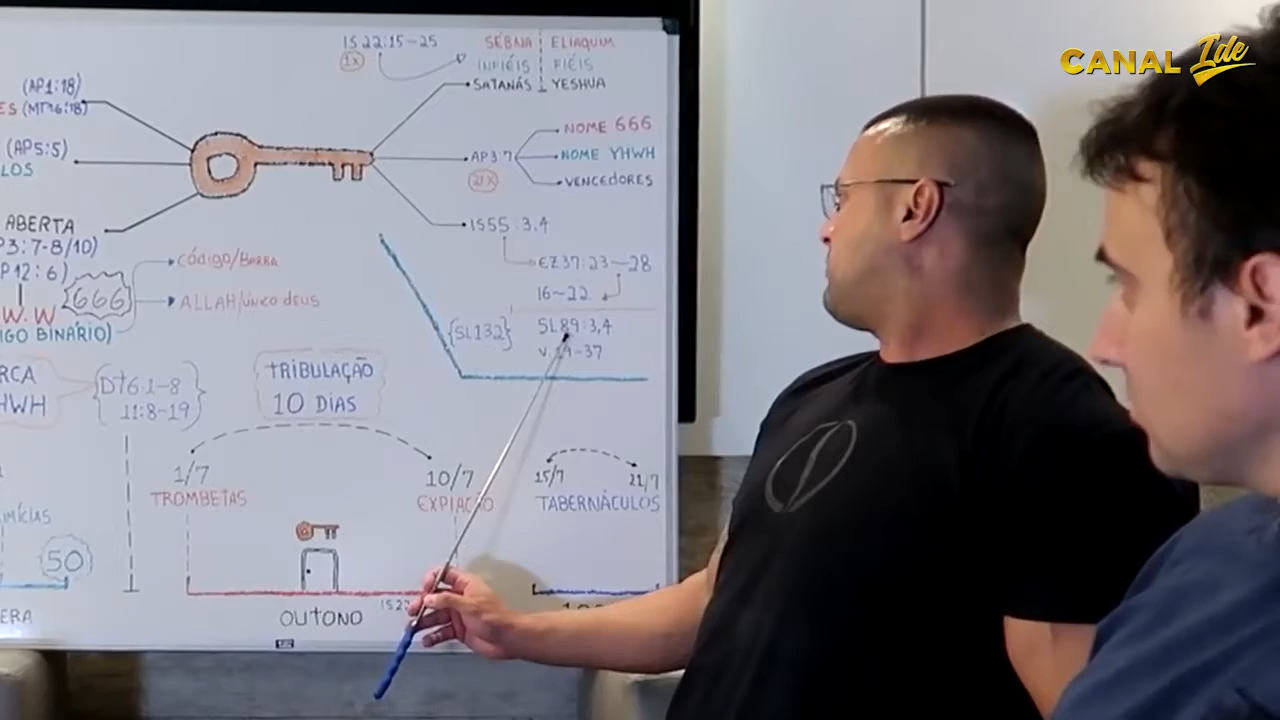 CANAL Ide
IS 22:15-25
1x
SÉBNA
ELIAQUIM
INFIÉIS
FIÉIS
SATANÁS
YESHUA
(AP1:18)
ES (MT16:18)
(AP5:5)
LOS
ABERTA
P3:7-8/10)
P12:6)
W.W
IGO BINÁRIO)
666
CÓDIGO/BARRA
ALLAH/ÚNICO DEUS
AP3:7
NOME 666
NOME YHWH
VENCEDORES
IS55:3,4
EZ37:23-28
16-22
{SL132}
SL89:3,4
-37
RCA
HWH
{DT6:1-8
11:8-19}
TRIBULAÇÃO
10 DIAS
1/7
TROMBETAS
10/7
EXPIAÇÃO
15/7
21/7
TABERNÁCULOS
MÍCIAS
50
ERA
OUTONO
IS22